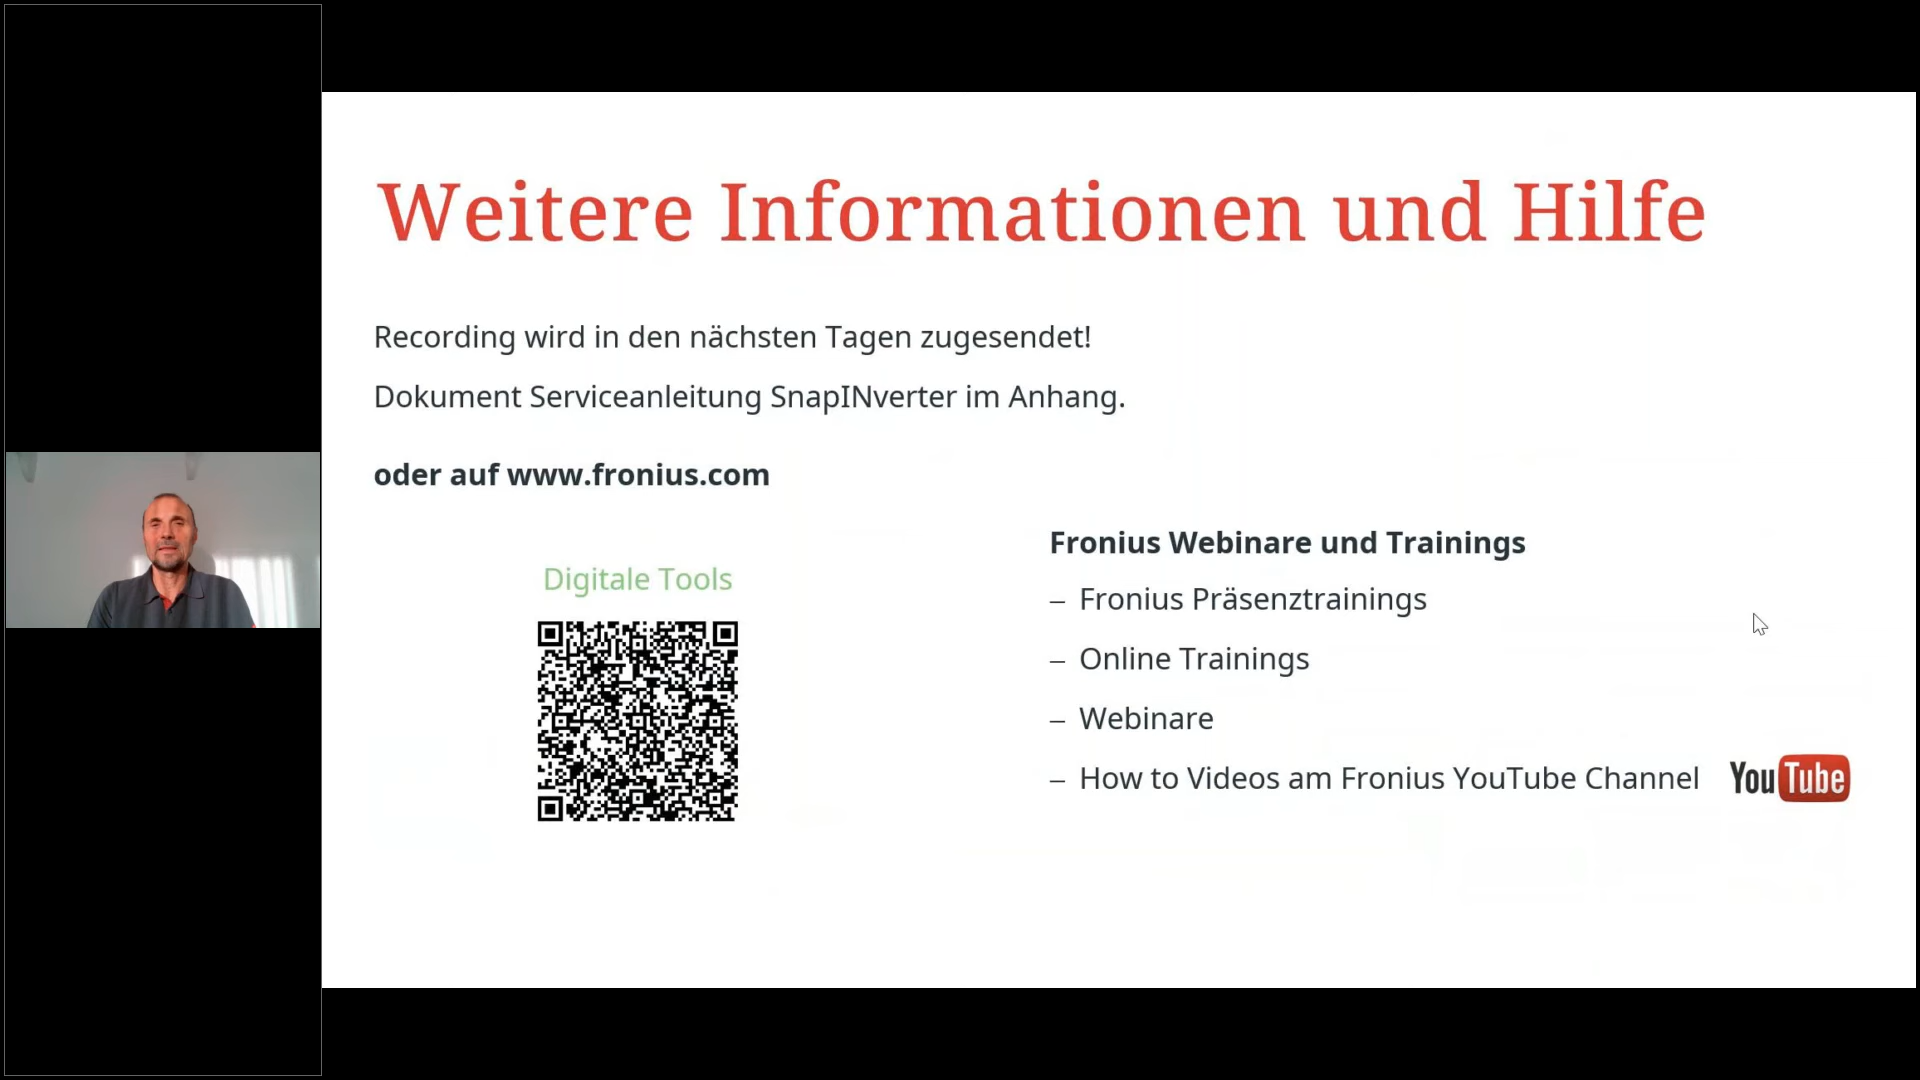 Weitere Informationen und Hilfe
Recording wird in den nächsten Tagen zugesendet!
Dokument Serviceanleitung SnapINverter im Anhang.
oder auf www.fronius.com
Digitale Tools
Fronius Webinare und Trainings
– Fronius Präsenztrainings
– Online Trainings
– Webinare
– How to Videos am Fronius YouTube Channel
YouTube